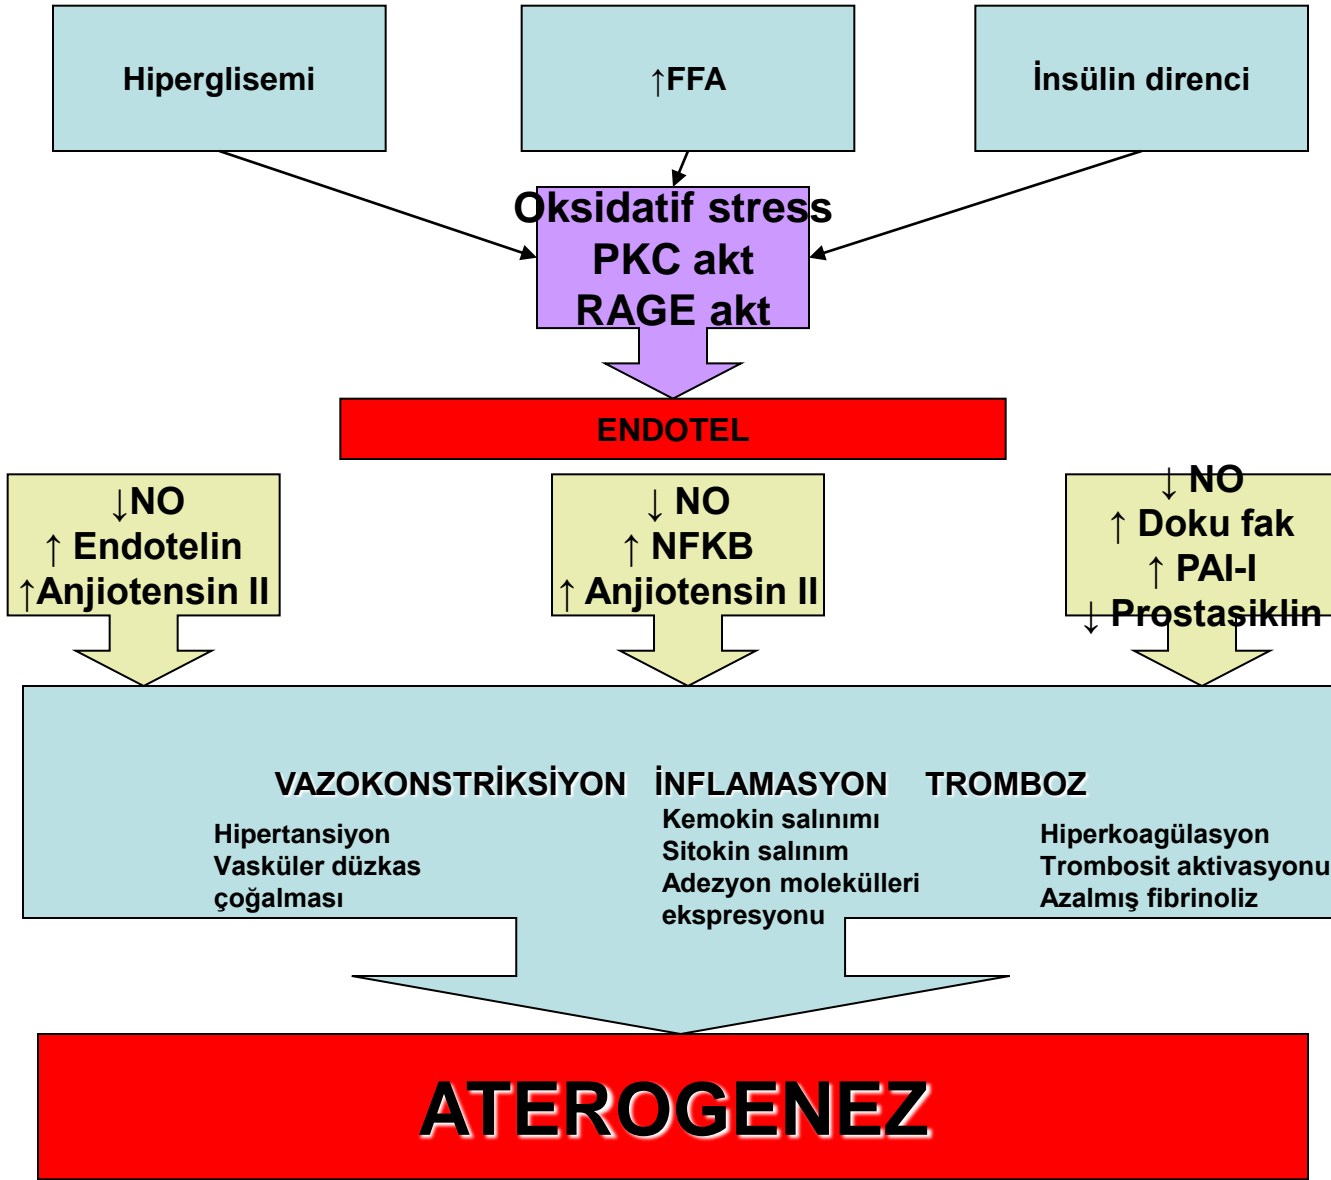 Hiperglisemi
↑FFA
İnsülin direnci
Oksidatif stress
PKC akt
RAGE akt
ENDOTEL
↓NO
↑ Endotelin
↑Anjiotensin II
↓ NO
↑ NFKB
↑ Anjiotensin II
↓ NO
↑ Doku fak
↑ PAI-I
↓ Prostasiklin
VAZOKONSTRİKSİYON İNFLAMASYON TROMBOZ
Hipertansiyon
Vasküler düzkas
çoğalması
Kemokin salınımı
Sitokin salınım
Adezyon molekülleri
ekspresyonu
Hiperkoagülasyon
Trombosit aktivasyonu
Azalmış fibrinoliz
ATEROGENEZ